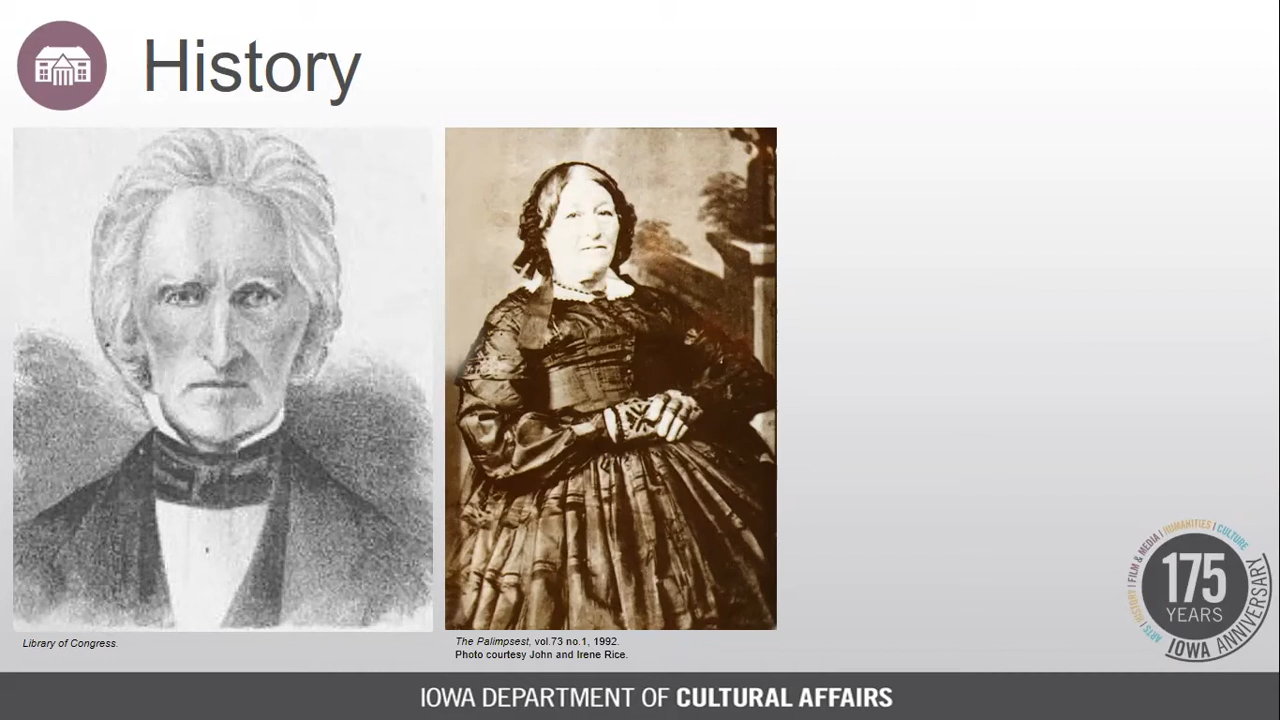 History
Library of Congress.
The Palimpsest, vol.73 no.1, 1992.
Photo courtesy John and Irene Rice.
ARTS | HISTORY | FILM & MEDIA | HUMANITIES | CULTURE
175
YEARS
IOWA ANNIVERSARY
IOWA DEPARTMENT OF CULTURAL AFFAIRS